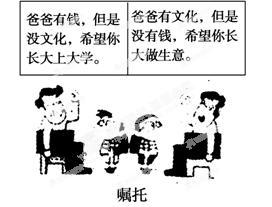 爸爸有钱，但是
没文化，希望你
长大上大学。
爸爸有文化，但是
没有钱，希望你长
大做生意。
嘱托